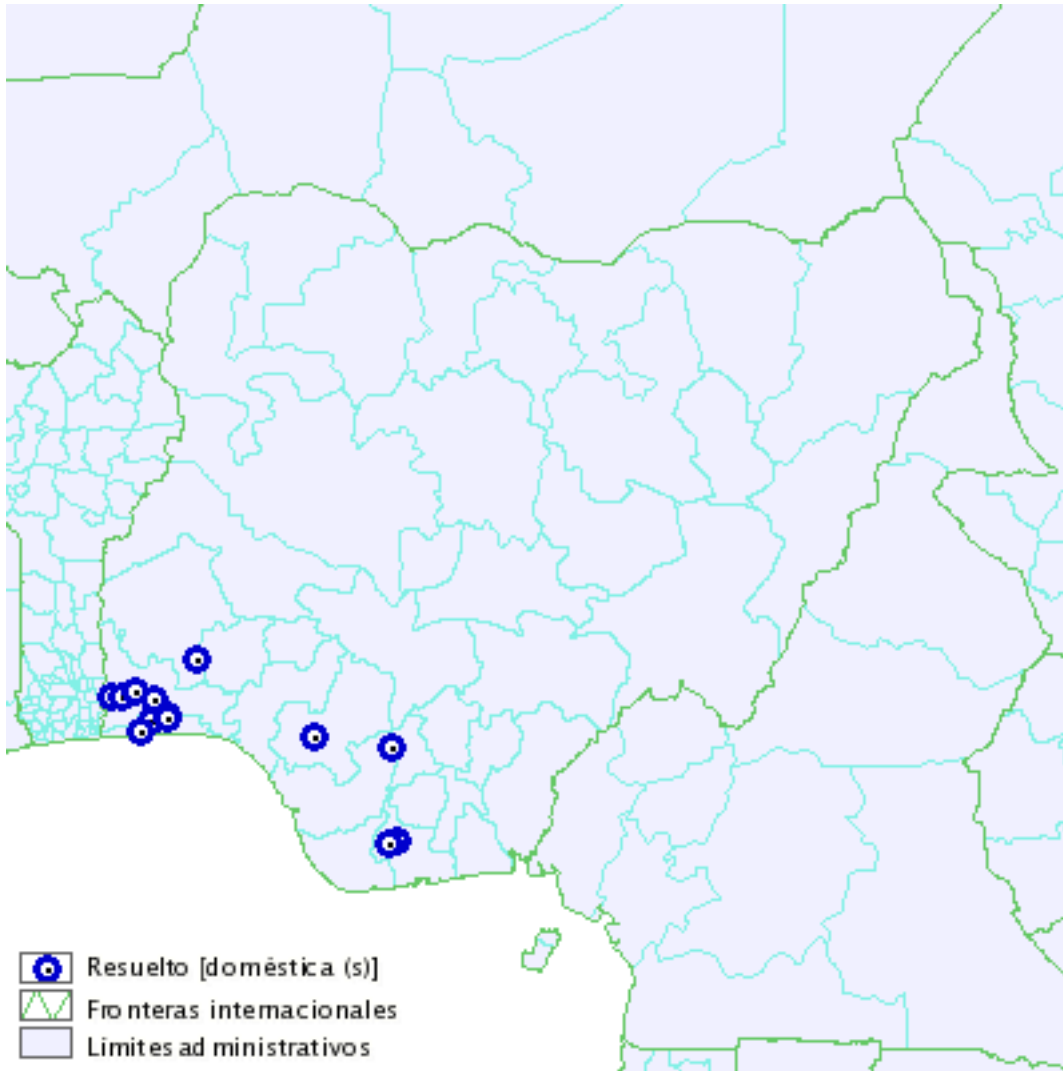 Resuelto [doméstica (s)]
Fronteras internacionales
Límites administrativos